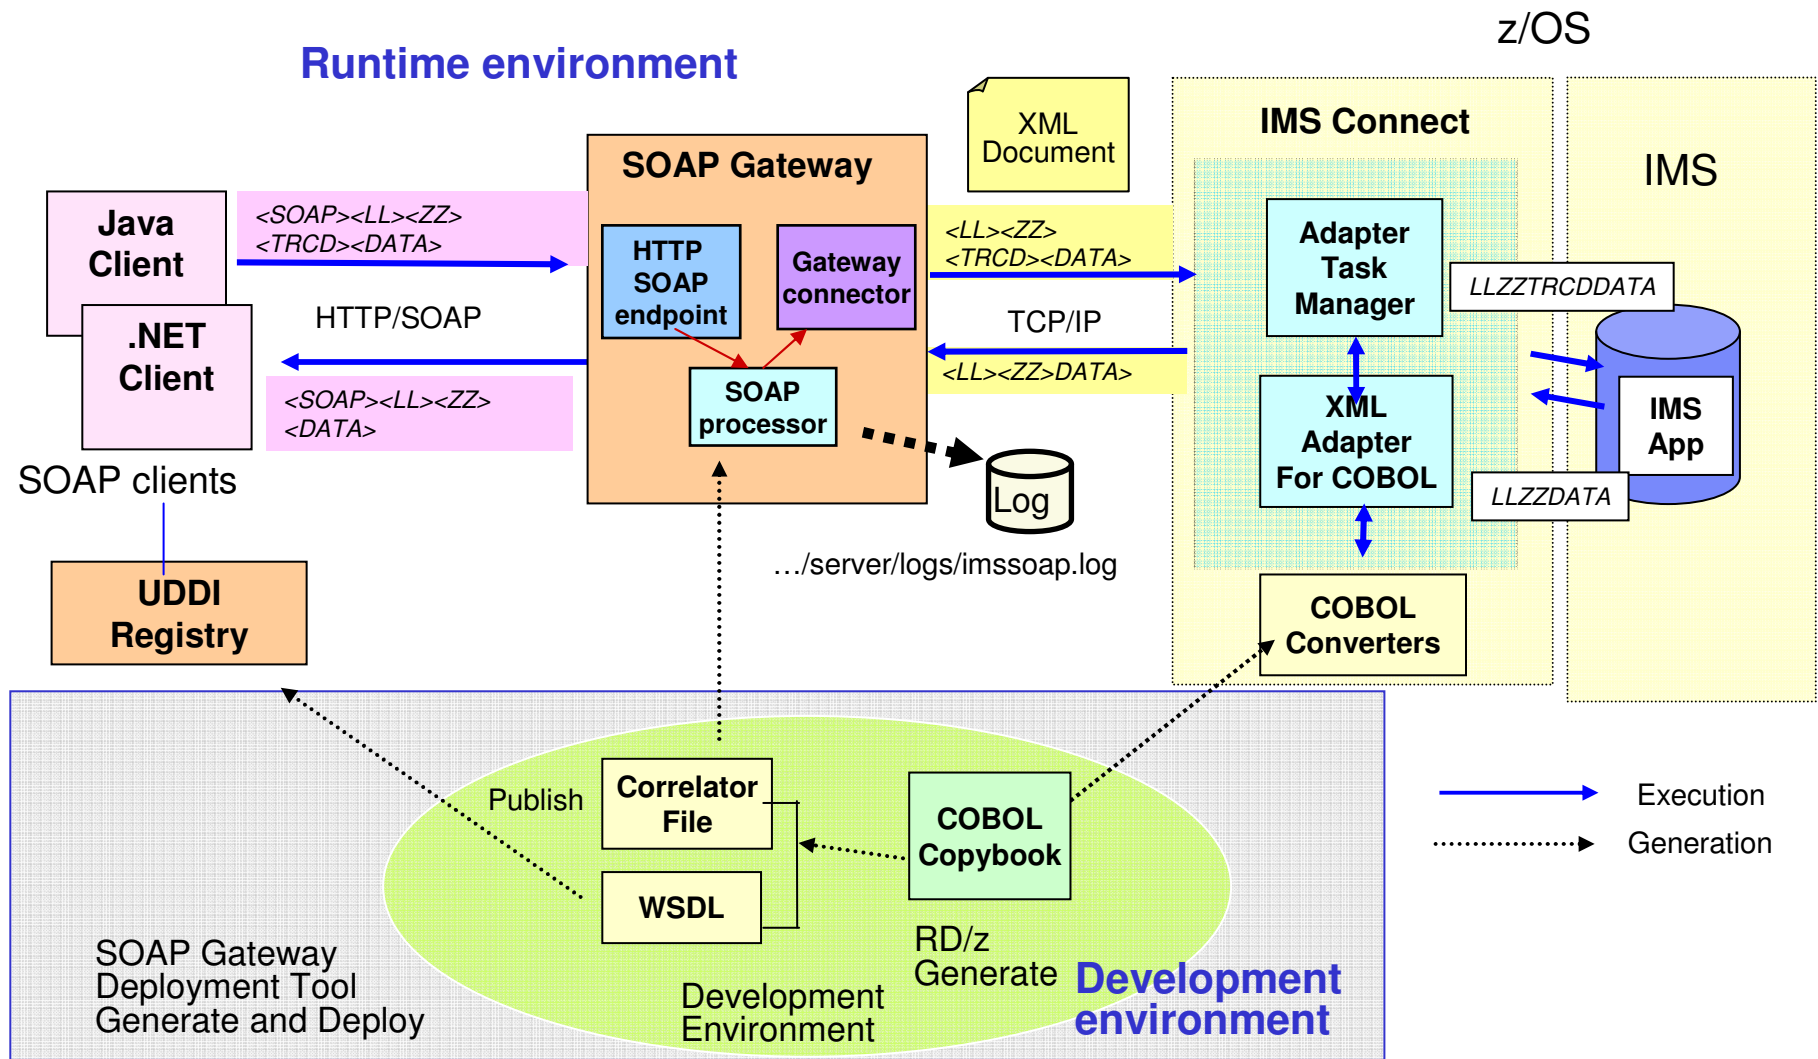 z/OS
Runtime environment
XML
Document
IMS Connect
IMS
SOAP Gateway
Java
Client
<SOAP><LL><ZZ>
<TRCD><DATA>
HTTP
SOAP
endpoint
Gateway
connector
<LL><ZZ>
<TRCD><DATA>
Adapter
Task
Manager
LLZZTRCDDATA
HTTP/SOAP
TCP/IP
.NET
Client
<SOAP><LL><ZZ>
<DATA>
SOAP
processor
<LL><ZZ>DATA>
XML
Adapter
For COBOL
IMS
App
LLZZDATA
SOAP clients
Log
…/server/logs/imssoap.log
UDDI
Registry
COBOL
Converters
Publish
Correlator
File
COBOL
Copybook
WSDL
Execution
Generation
SOAP Gateway
Deployment Tool
Generate and Deploy
Development
Environment
RD/z
Generate
Development
environment